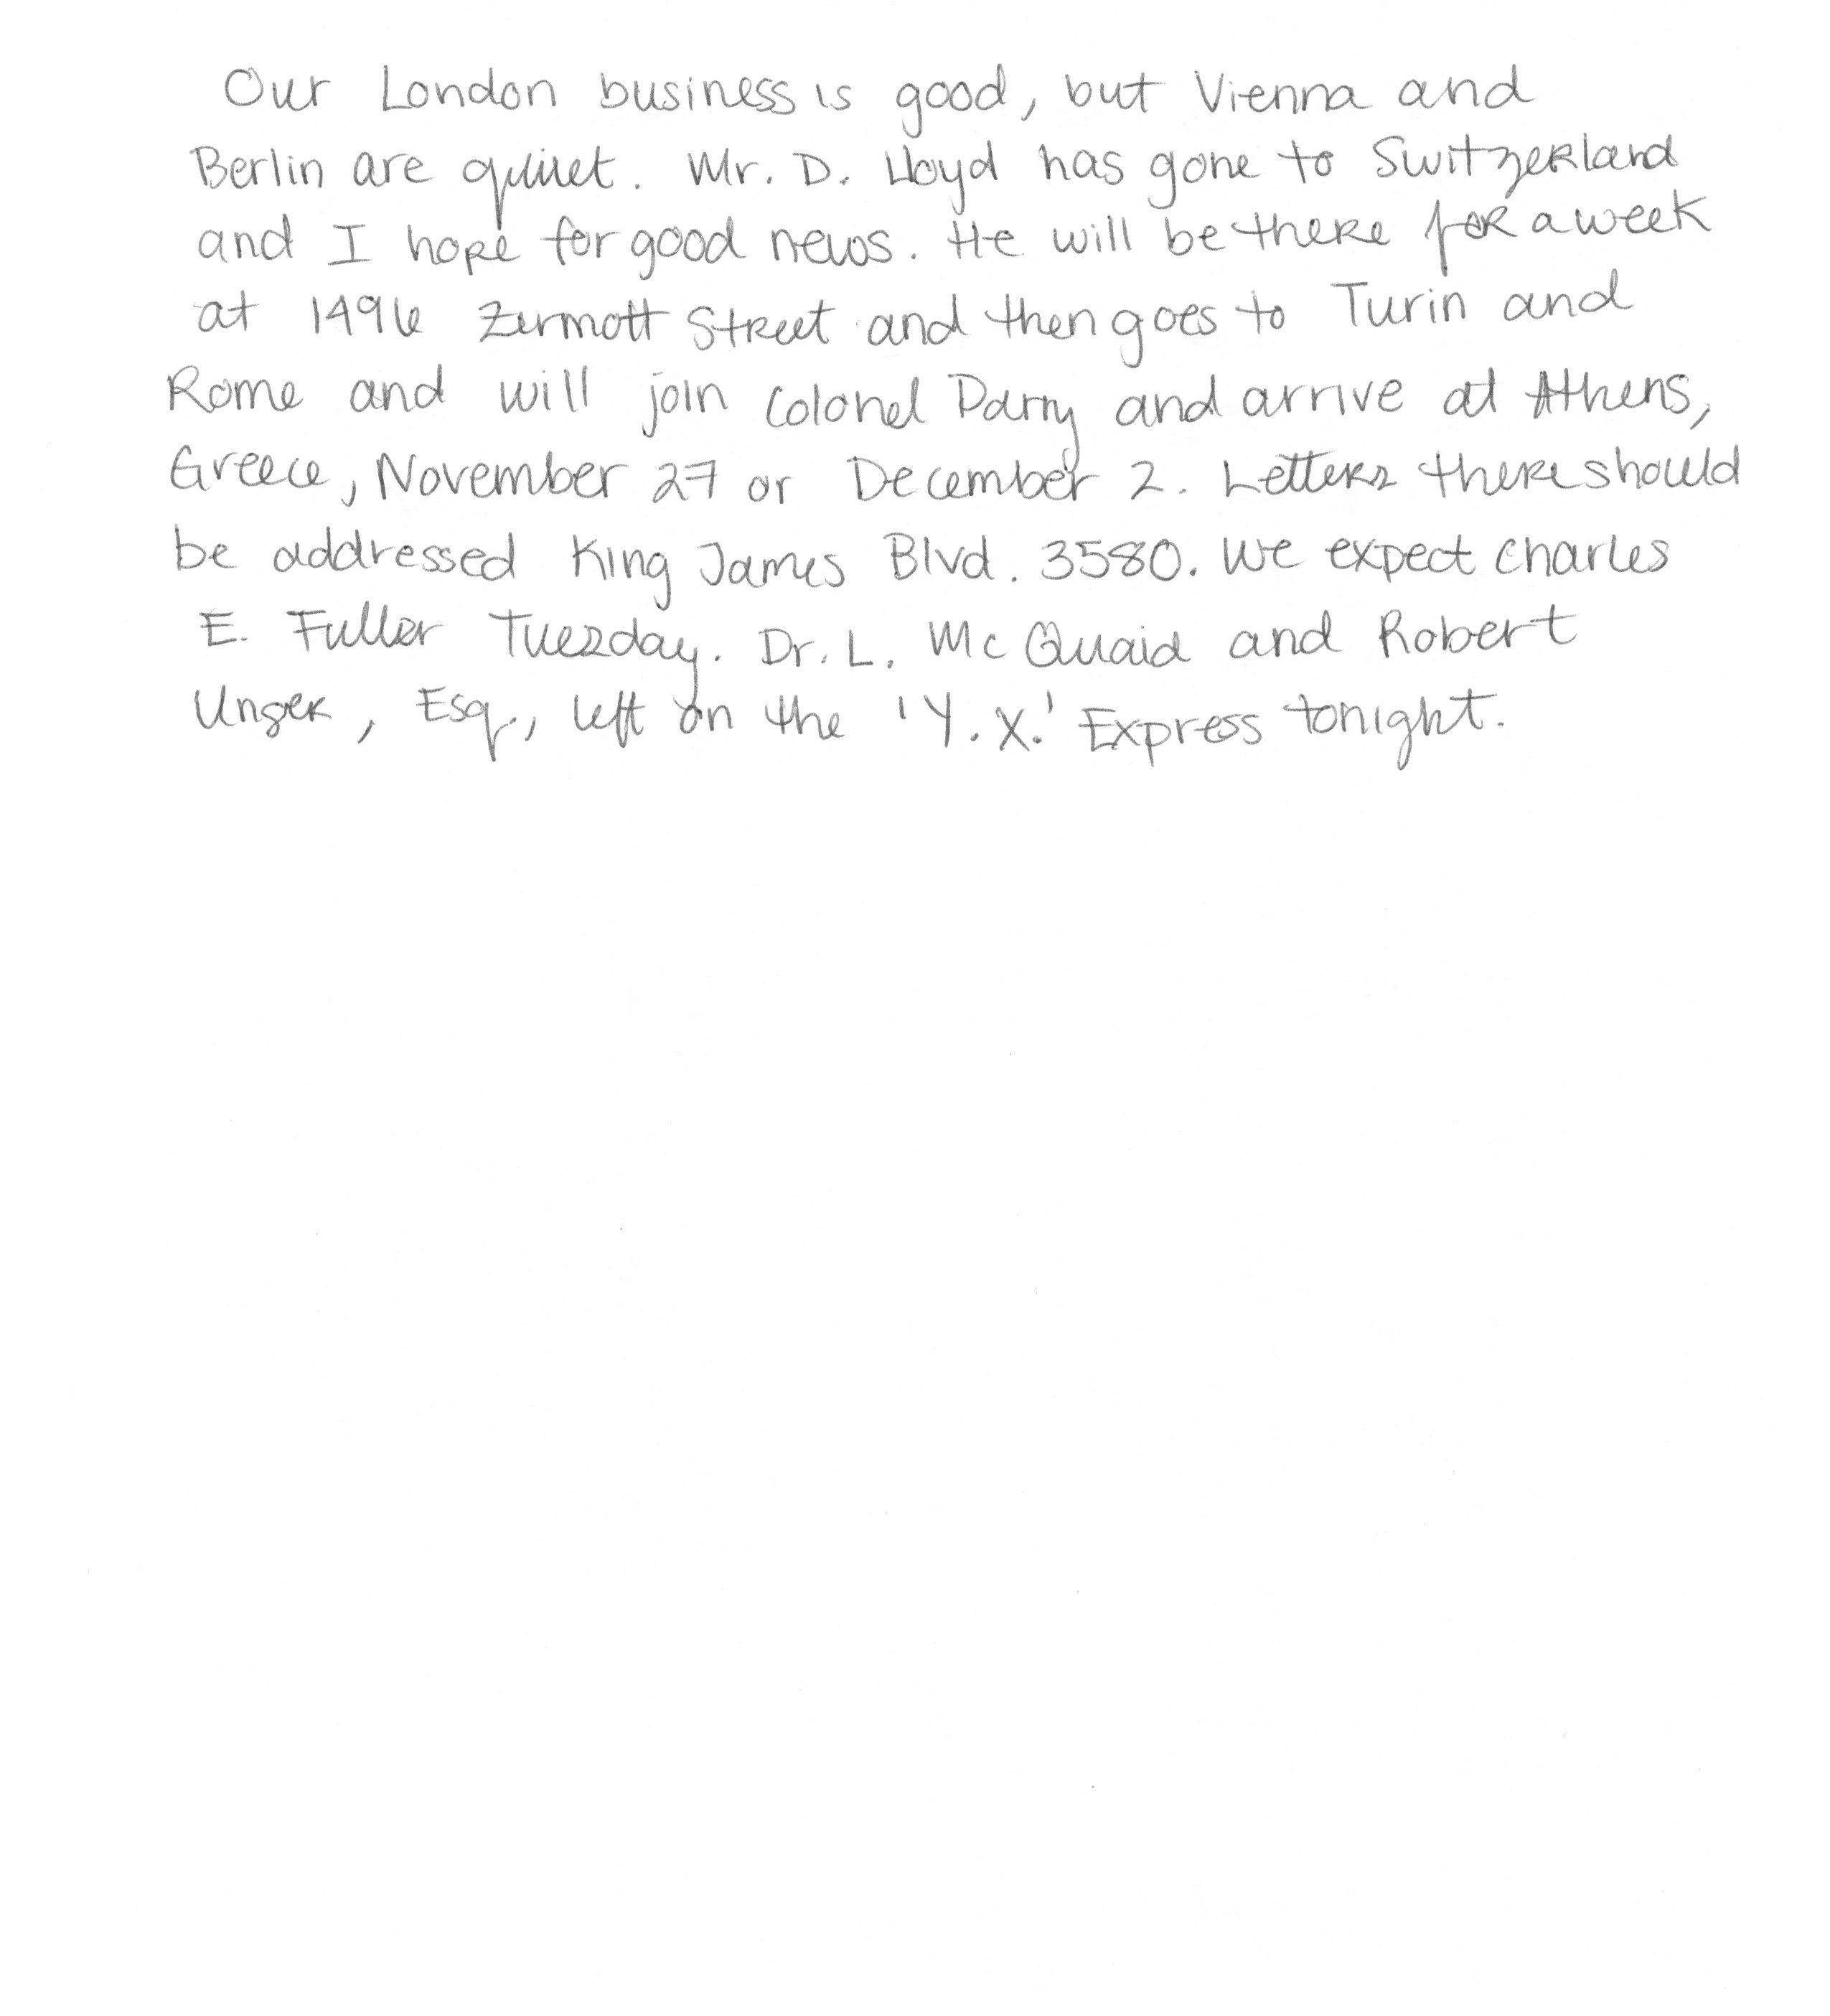 Our London business is good, but Vienna and
Berlin are quiet. Mr. D. Lloyd has gone to Switzerland
and I hope for good news. He will be there for a week
at 1496 Zermott Street and then goes to Turin and
Rome and will join Colonel Parry and arrive at Athens,
Greece, November 27 or December 2. Letters there should
be addressed King James Blvd. 3580. We expect Charles
E. Fuller Tuesday. Dr. L. McQuaid and Robert
Unger, Esq., left on the 'Y.X.' Express tonight.